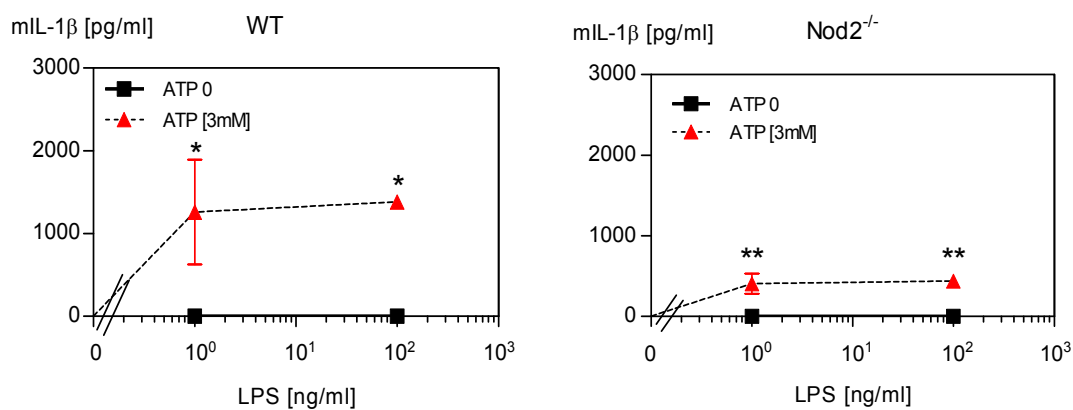 mIL-1β [pg/ml] WT
3000
2000
1000
0
ATP 0
ATP [3mM]
*
*
0 10⁰ 10¹ 10² 10³
LPS [ng/ml]
mIL-1β [pg/ml] Nod2⁻/⁻
3000
2000
1000
0
ATP 0
ATP [3mM]
**
**
0 10⁰ 10¹ 10² 10³
LPS [ng/ml]